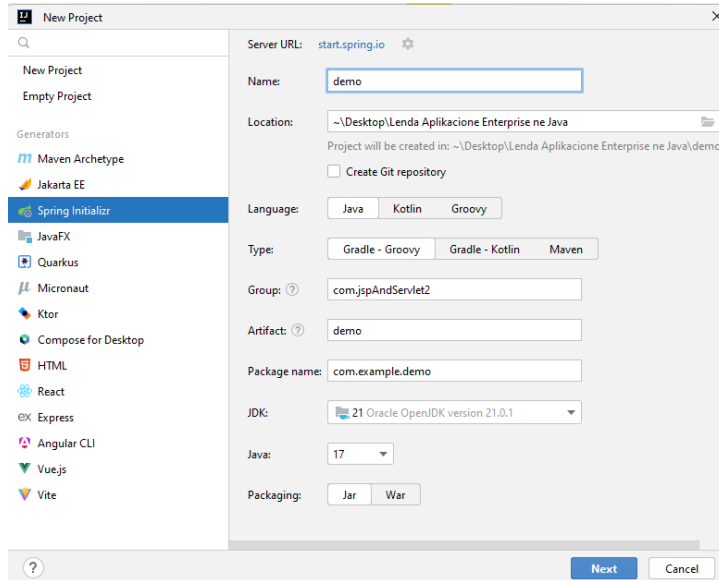 New Project
New Project
Empty Project
Generators
Maven Archetype
Jakarta EE
Spring Initializr
JavaFX
Quarkus
Micronaut
Ktor
Compose for Desktop
HTML
React
ex Express
Angular CLI
Vue.js
Vite
Server URL: start.spring.io
Name: demo
Location: ~\Desktop\Lenda Aplikacione Enterprise ne Java
Project will be created in: ~\Desktop\Lenda Aplikacione Enterprise ne Java\demo
Create Git repository
Language: Java Kotlin Groovy
Type: Gradle - Groovy Gradle - Kotlin Maven
Group: ? com.jspAndServlet2
Artifact: ? demo
Package name: com.example.demo
JDK: 21 Oracle OpenJDK version 21.0.1
Java: 17
Packaging: Jar War
? Next Cancel